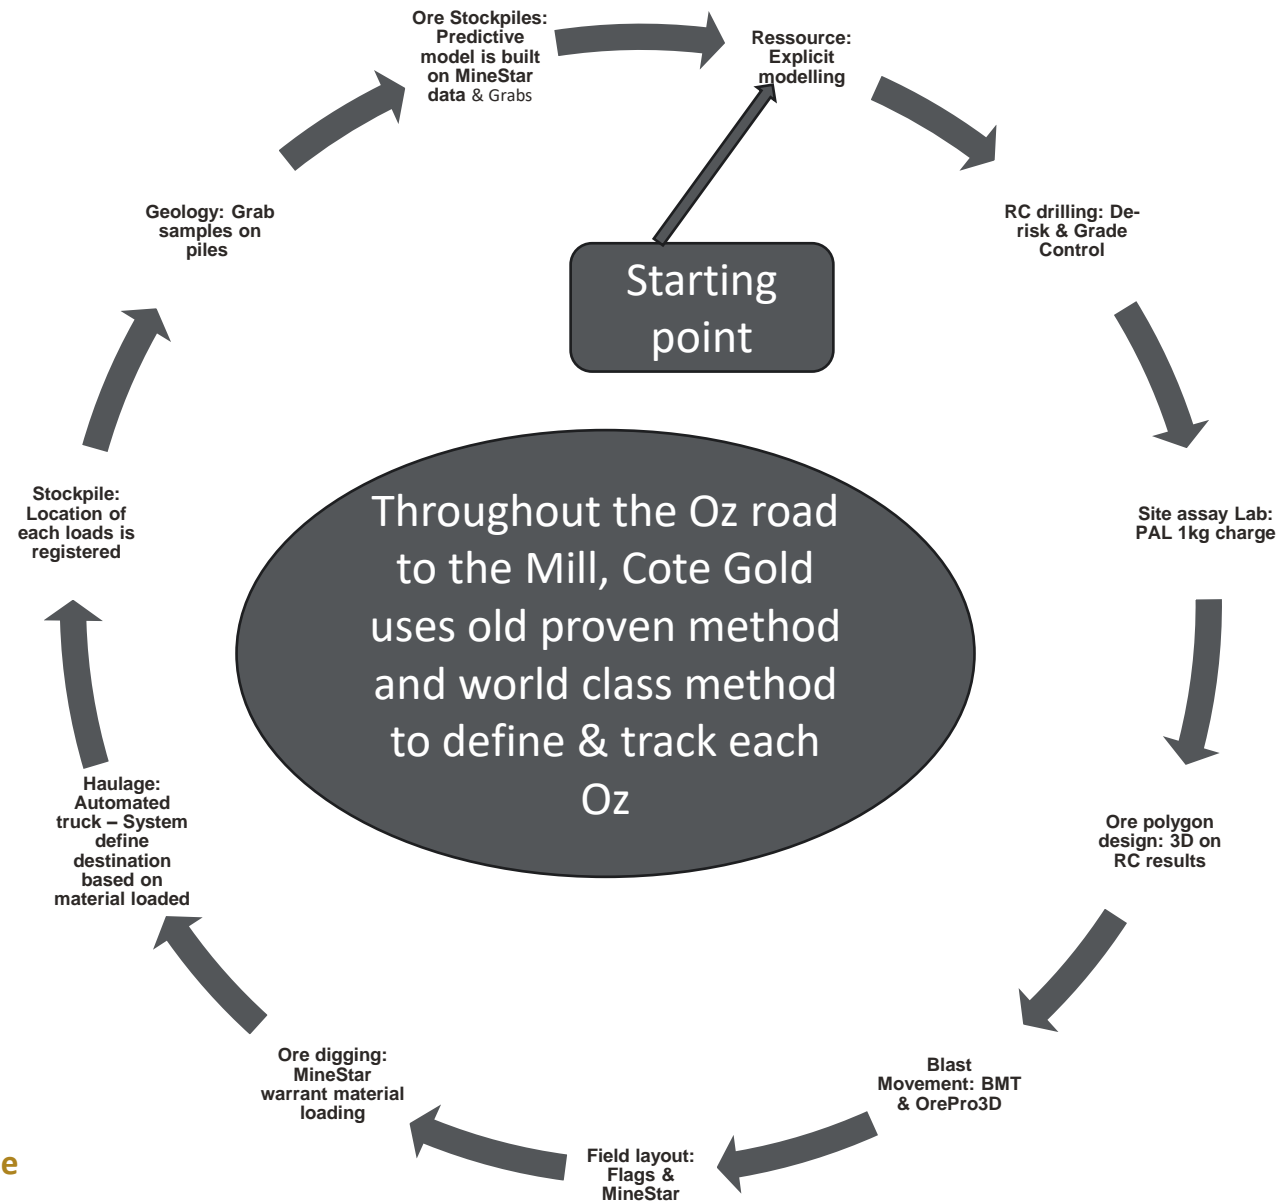 Ore Stockpiles:
Predictive
model is built
on MineStar
data & Grabs
Ressource:
Explicit
modelling
RC drilling: De-
risk & Grade
Control
Site assay Lab:
PAL 1kg charge
Ore polygon
design: 3D on
RC results
Blast
Movement: BMT
& OrePro3D
Field layout:
Flags &
MineStar
Ore digging:
MineStar
warrant material
loading
Haulage:
Automated
truck – System
define
destination
based on
material loaded
Stockpile:
Location of
each loads is
registered
Geology: Grab
samples on
piles
Starting
point
Throughout the Oz road
to the Mill, Cote Gold
uses old proven method
and world class method
to define & track each
Oz
e